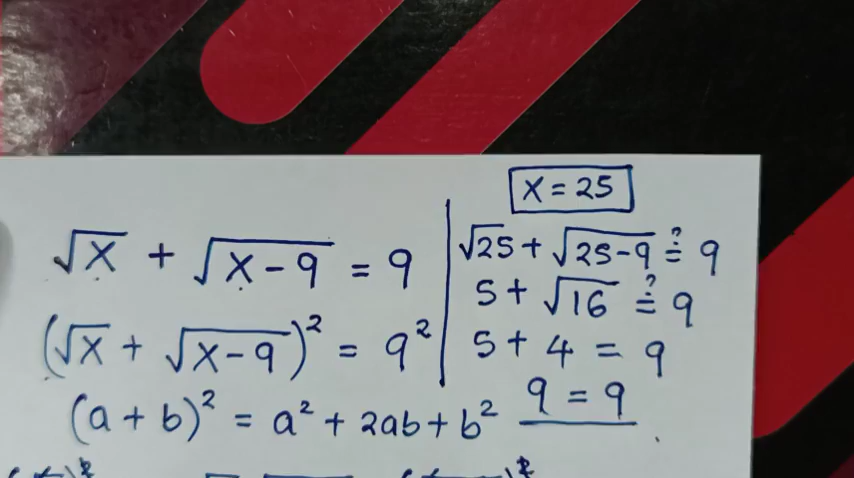 √x + √(x-9) = 9
(√x + √(x-9))² = 9²
(a + b)² = a² + 2ab + b²
x = 25
√25 + √(25-9) ≟ 9
5 + √16 ≟ 9
5 + 4 = 9
9 = 9